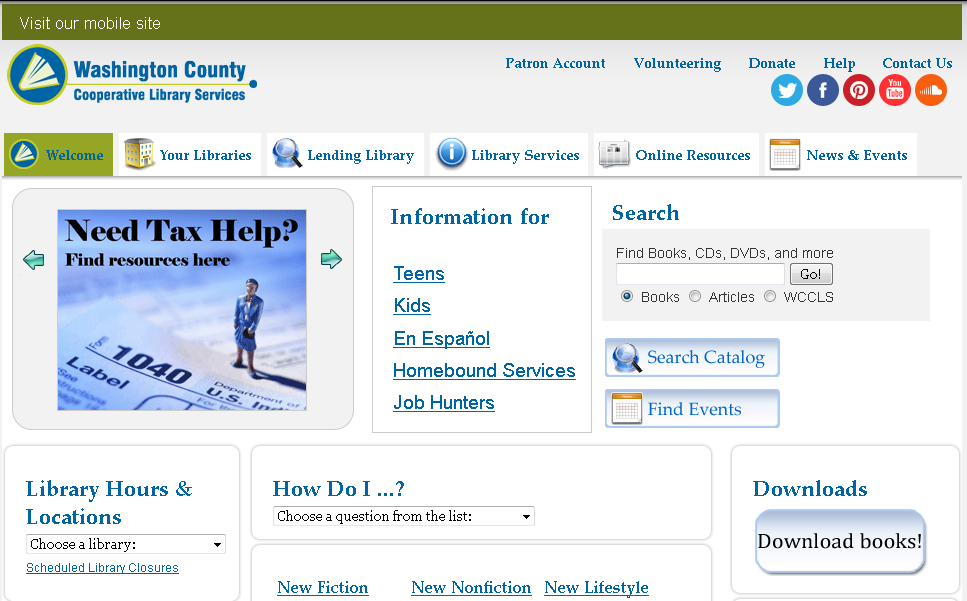 Visit our mobile site
Washington County
Cooperative Library Services
Patron Account Volunteering Donate Help Contact Us
You Tube
Welcome Your Libraries Lending Library Library Services Online Resources News & Events
Need Tax Help?
Find resources here
1040
Label
Department of
U.S. Ind
Information for
Teens
Kids
En Español
Homebound Services
Job Hunters
Search
Find Books, CDs, DVDs, and more
Go!
Books Articles WCCLS
Search Catalog
Find Events
Library Hours &
Locations
Choose a library:
Scheduled Library Closures
How Do I ...?
Choose a question from the list:
New Fiction New Nonfiction New Lifestyle
Downloads
Download books!